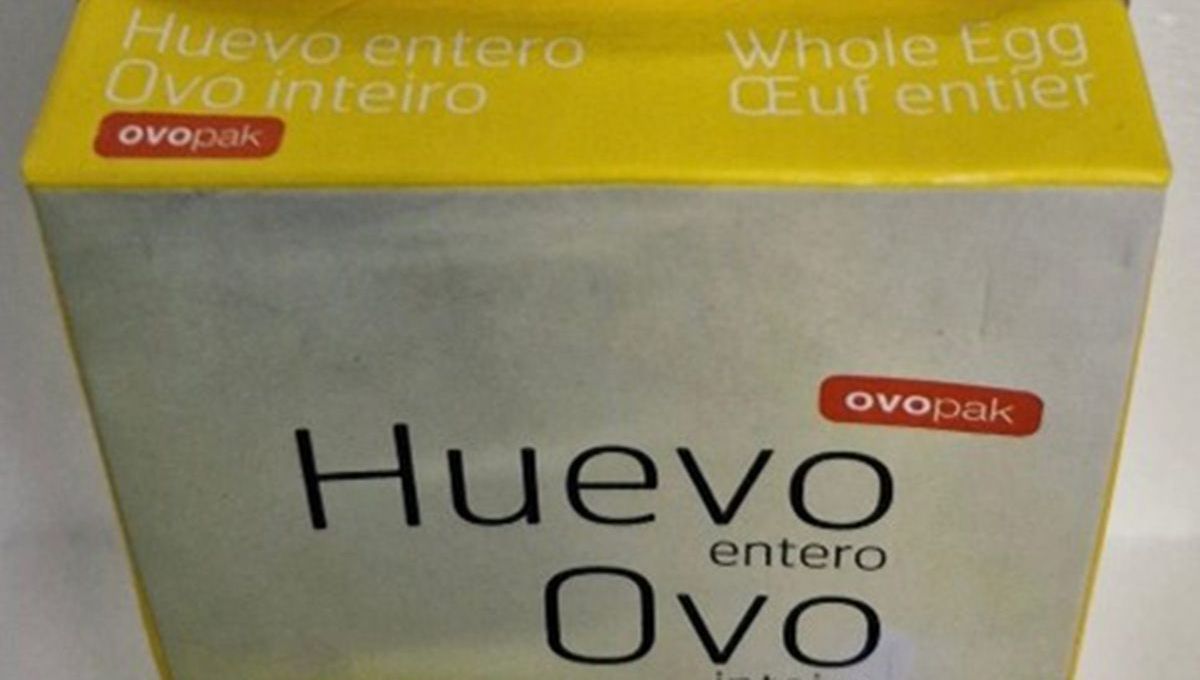 Huevo entero
Ovo inteiro
ovopak
Whole Egg
Œuf entier
ovopak
Huevo
entero
Ovo